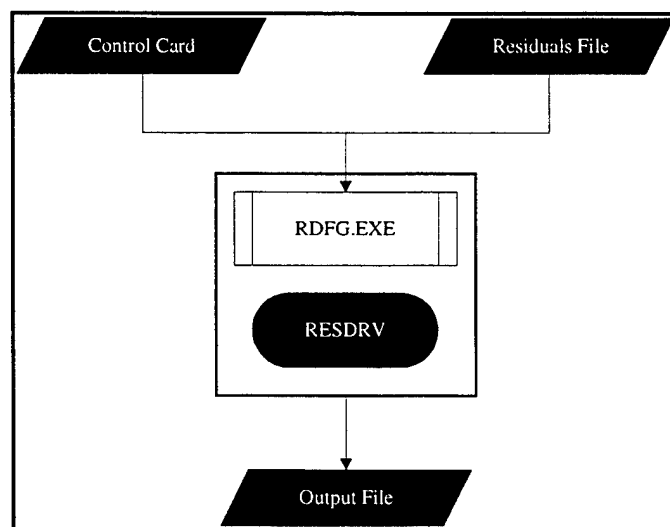 Control Card
Residuals File
RDFG.EXE
RESDRV
Output File